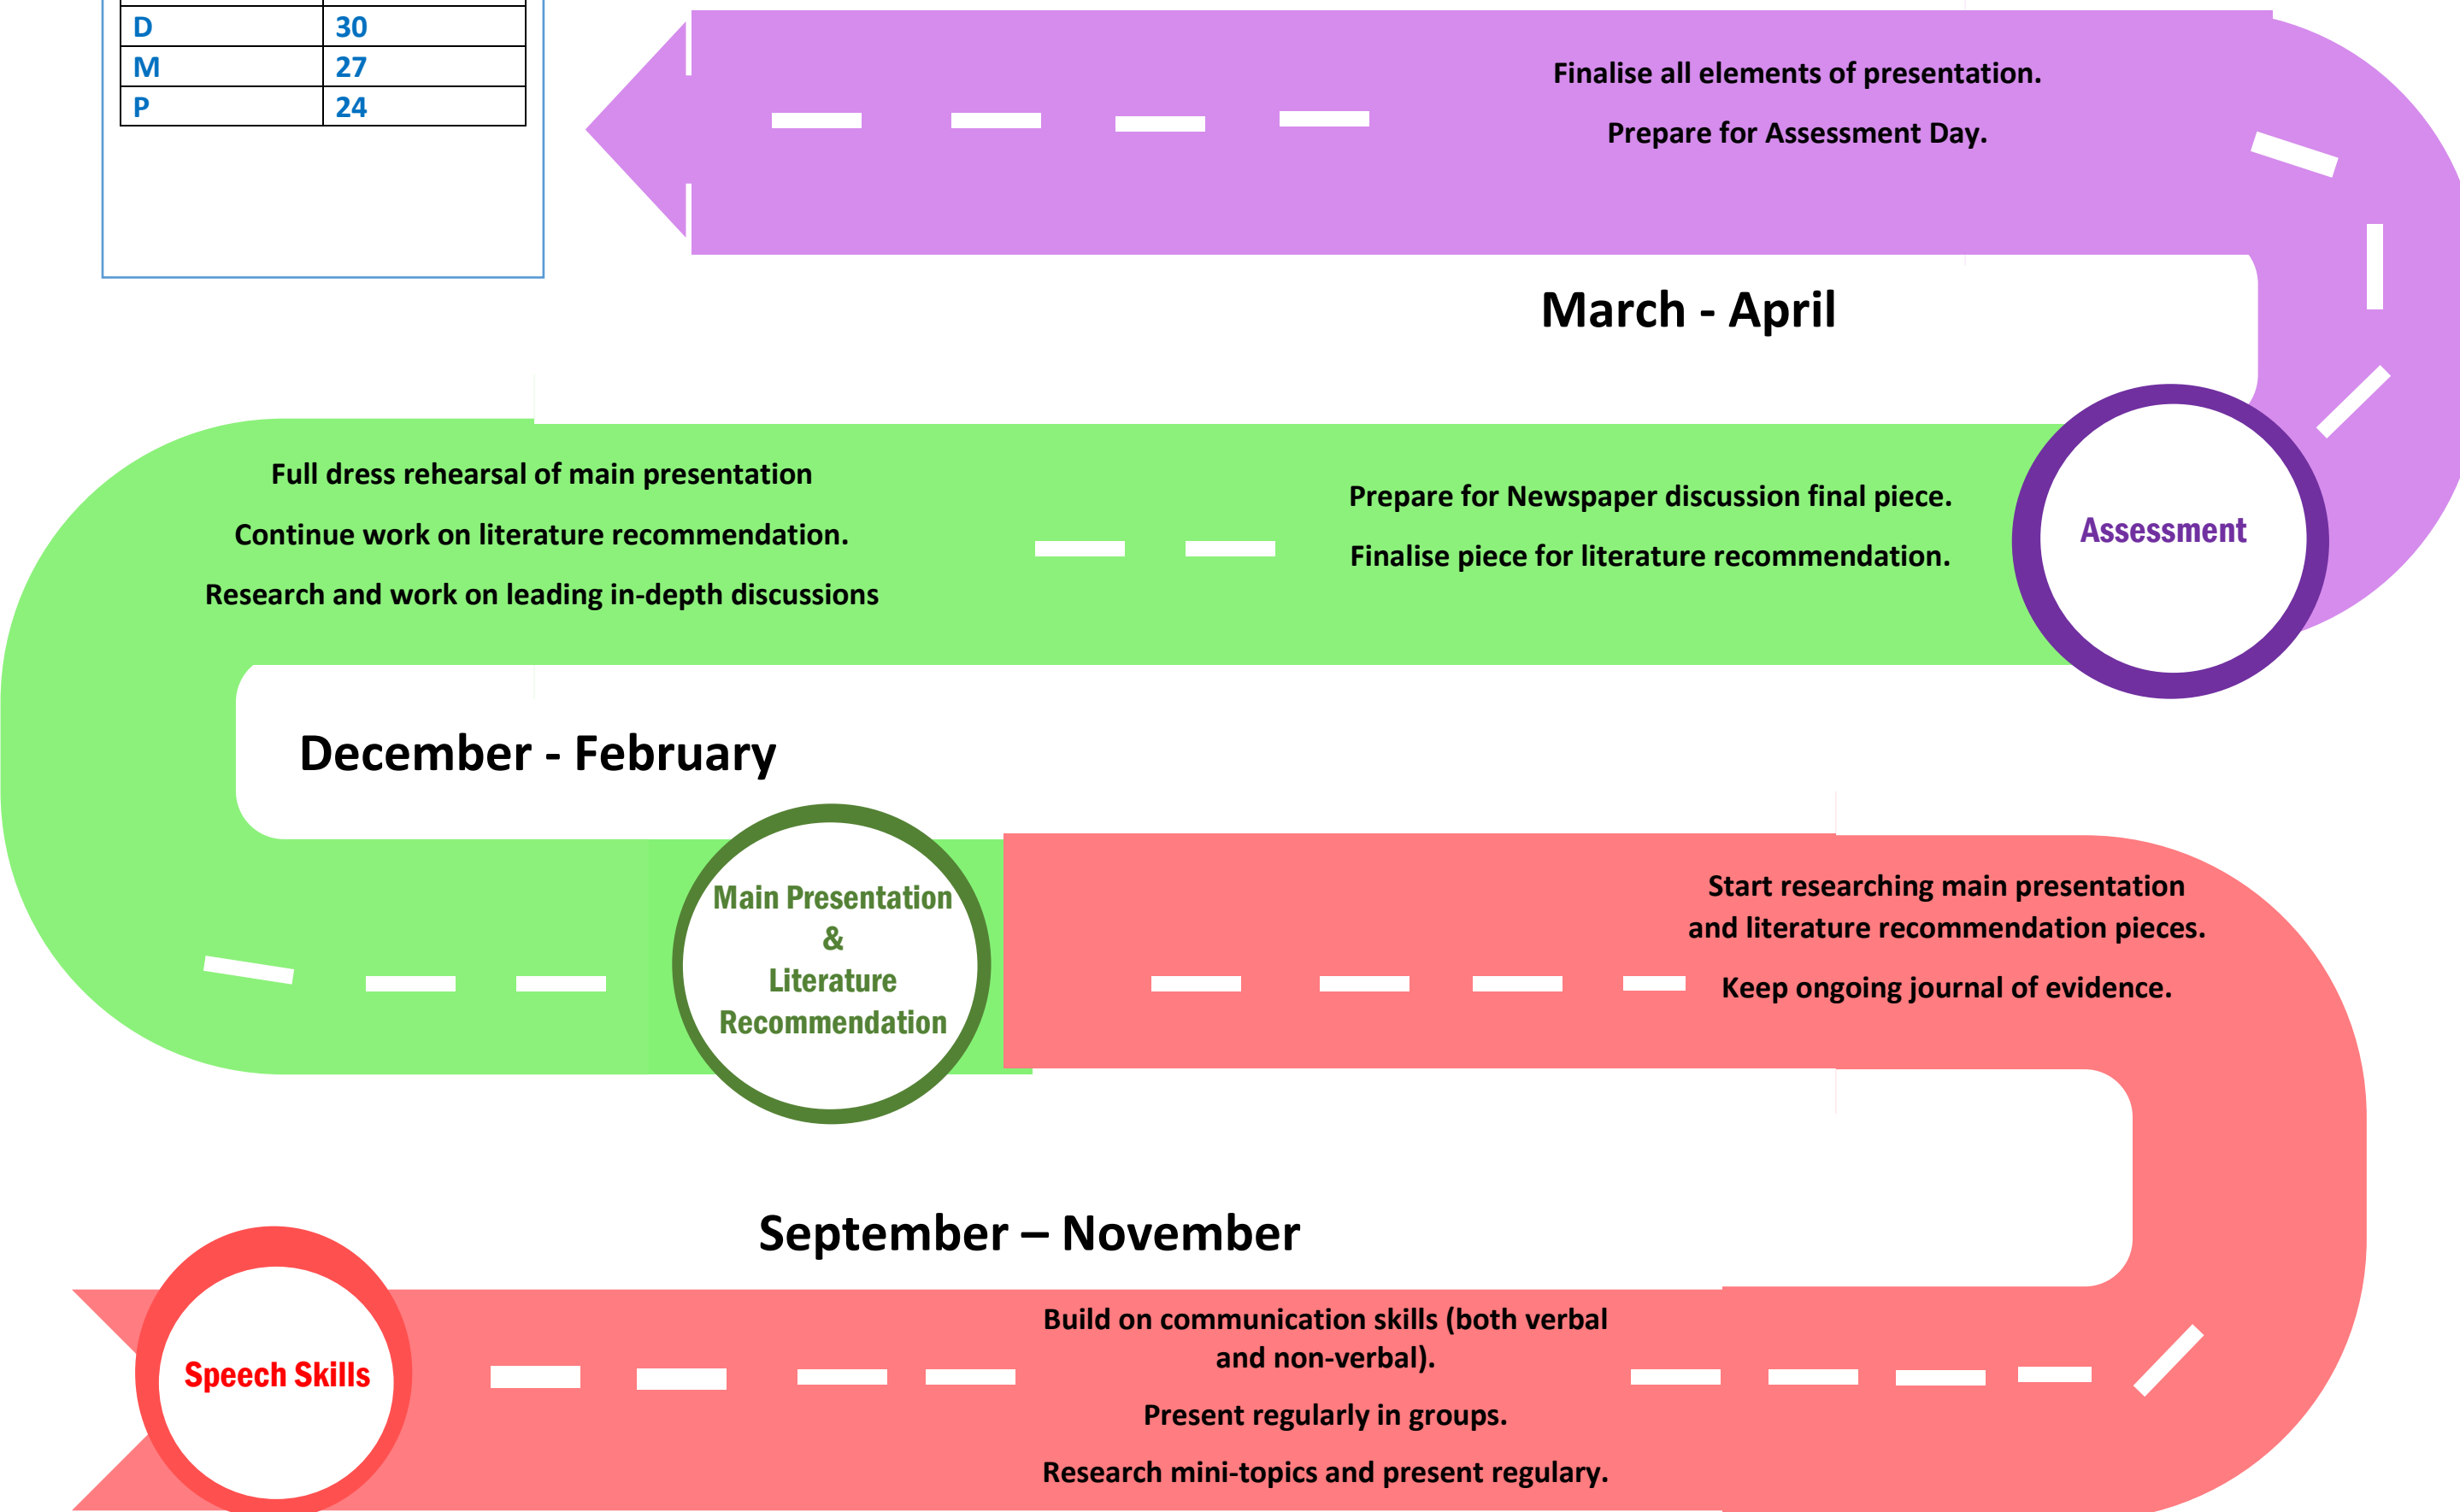 D 30
M 27
P 24
Finalise all elements of presentation.
Prepare for Assessment Day.
March - April
Full dress rehearsal of main presentation
Continue work on literature recommendation.
Research and work on leading in-depth discussions
Prepare for Newspaper discussion final piece.
Finalise piece for literature recommendation.
Assessment
December - February
Main Presentation
&
Literature
Recommendation
Start researching main presentation
and literature recommendation pieces.
Keep ongoing journal of evidence.
September – November
Speech Skills
Build on communication skills (both verbal
and non-verbal).
Present regularly in groups.
Research mini-topics and present regulary.